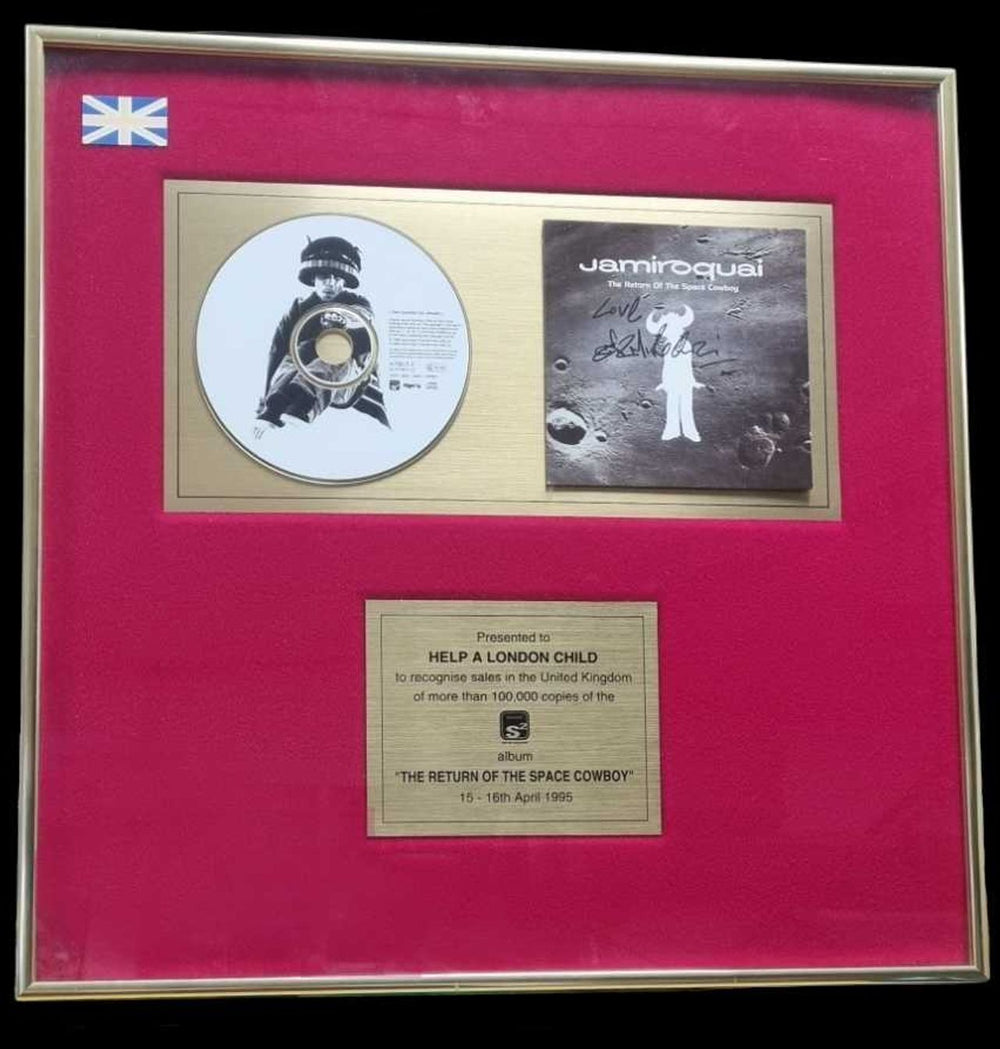 Jamiroquai
The Return Of The Space Cowboy
Love
Presented to
HELP A LONDON CHILD
to recognise sales in the United Kingdom
of more than 100,000 copies of the
S2
album
"THE RETURN OF THE SPACE COWBOY"
15 - 16th April 1995